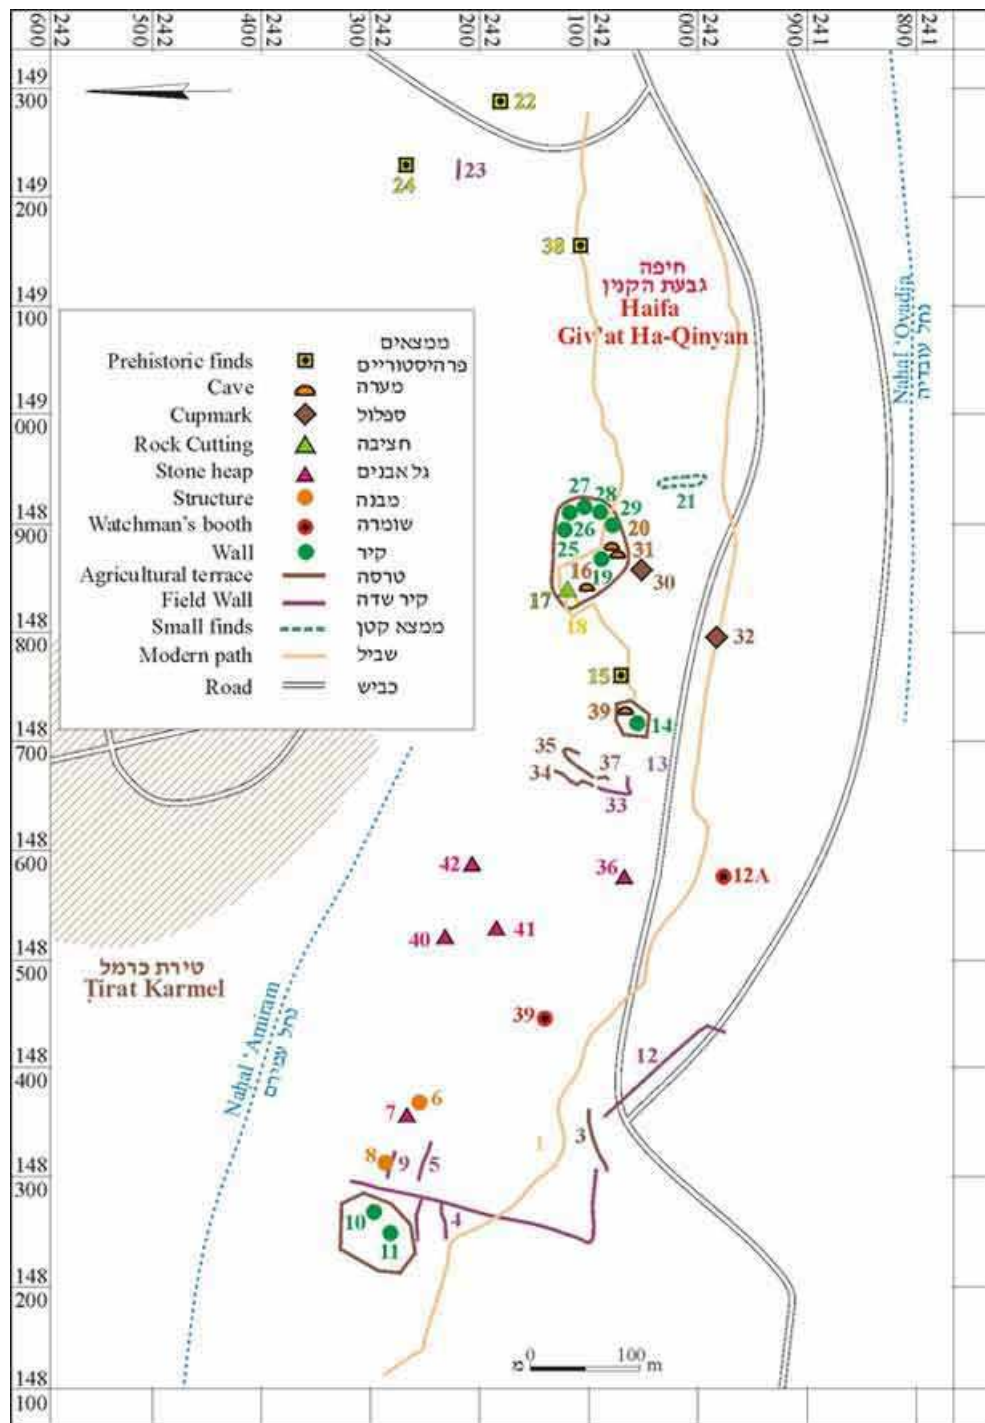 600 242
500 242
400 242
300 242
200 242
100 242
000 242
900 241
800 241
149 300
149 200
149 100
149 000
148 900
148 800
148 700
148 600
148 500
148 400
148 300
148 200
148 100
22
23
24
38
חיפה
גבעת הקנין
Haifa
Giv'at Ha-Qinyan
Nahal 'Ovadia
נחל עובדיה
Prehistoric finds ממצאים פרהיסטוריים
Cave מערה
Cupmark ספלול
Rock Cutting חציבה
Stone heap גל אבנים
Structure מבנה
Watchman's booth שומרה
Wall קיר
Agricultural terrace טרסה
Field Wall קיר שדה
Small finds ממצא קטן
Modern path שביל
Road כביש
27
28
29
21
26
20
25
31
16
19
30
17
18
32
15
39
14
35
37
13
34
33
42
36
12A
40
41
טירת כרמל
Ṭirat Karmel
39
Nahal 'Amiram
נחל עמירם
12
6
7
3
1
8
9
5
10
4
11
מ 0 100 m